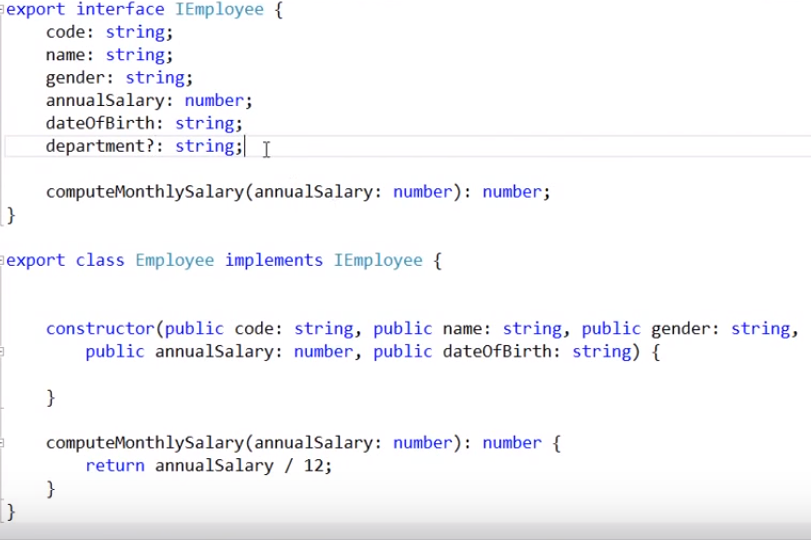 export interface IEmployee {
code: string;
name: string;
gender: string;
annualSalary: number;
dateOfBirth: string;
department?: string;
computeMonthlySalary(annualSalary: number): number;
}
export class Employee implements IEmployee {
constructor(public code: string, public name: string, public gender: string,
public annualSalary: number, public dateOfBirth: string) {
}
computeMonthlySalary(annualSalary: number): number {
return annualSalary / 12;
}
}